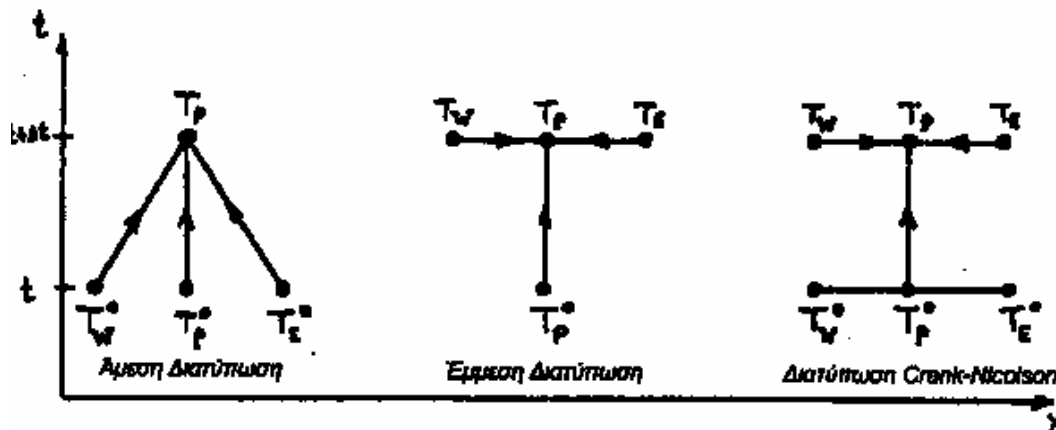 t
T_P T_W T_P T_E T_W T_P T_E
t+Δt
t
T_W° T_P° T_E° T_P° T_W° T_P° T_E°
Άμεση Διατύπωση Έμμεση Διατύπωση Διατύπωση Crank-Nicolson
x